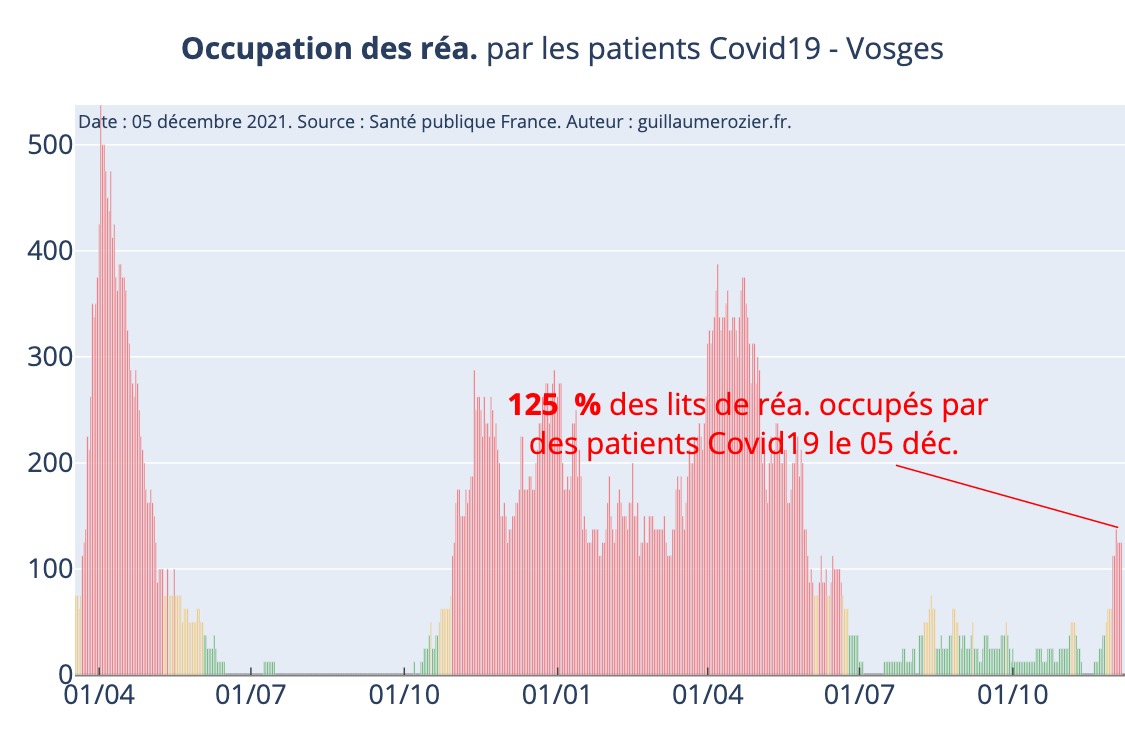 Occupation des réa. par les patients Covid19 - Vosges
Date : 05 décembre 2021. Source : Santé publique France. Auteur : guillaumerozier.fr.
500
400
300
125 % des lits de réa. occupés par
des patients Covid19 le 05 déc.
200
100
0
01/04 01/07 01/10 01/01 01/04 01/07 01/10